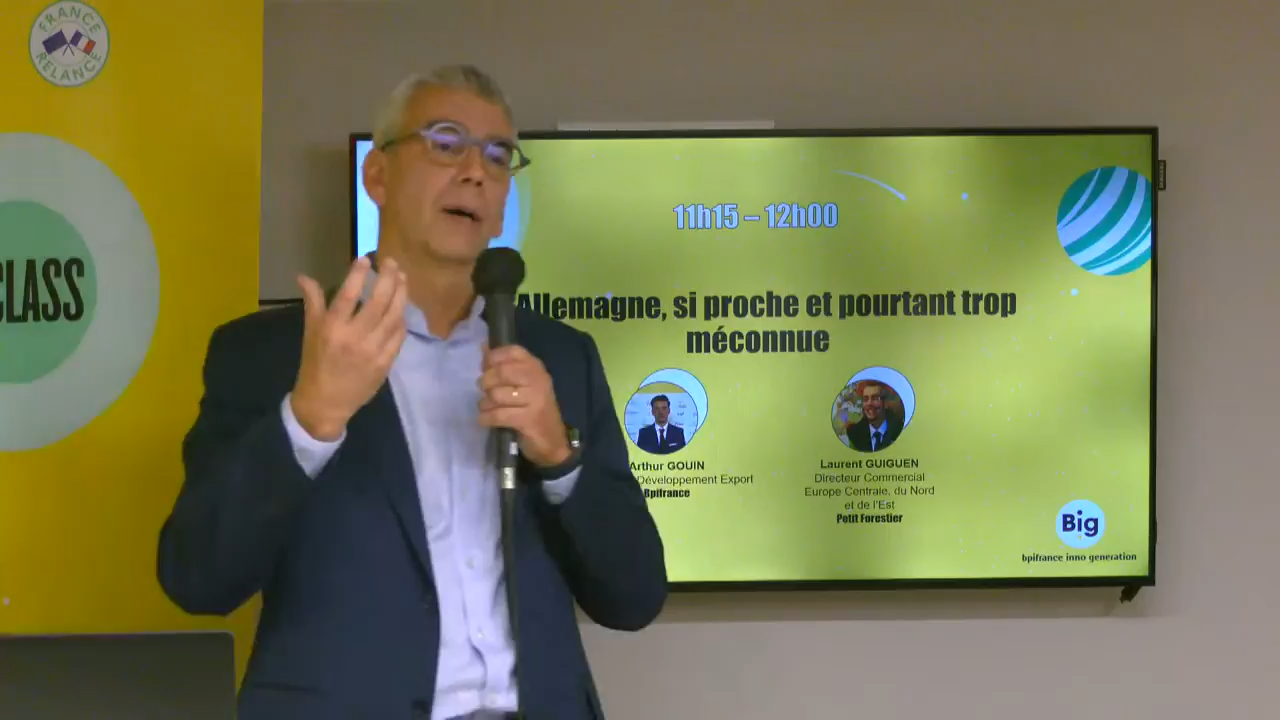 FRANCE
RELANCE
CLASS
11h15 – 12h00
Allemagne, si proche et pourtant trop
méconnue
Arthur GOUIN
Développement Export
Bpifrance
Laurent GUIGUEN
Directeur Commercial
Europe Centrale, du Nord
et de l'Est
Petit Forestier
Big
bpifrance inno generation